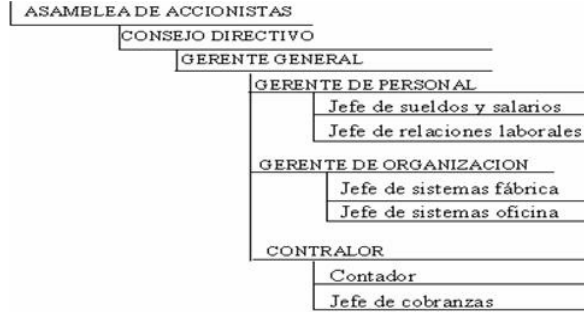 ASAMBLEA DE ACCIONISTAS
CONSEJO DIRECTIVO
GERENTE GENERAL
GERENTE DE PERSONAL
Jefe de sueldos y salarios
Jefe de relaciones laborales
GERENTE DE ORGANIZACION
Jefe de sistemas fábrica
Jefe de sistemas oficina
CONTRALOR
Contador
Jefe de cobranzas